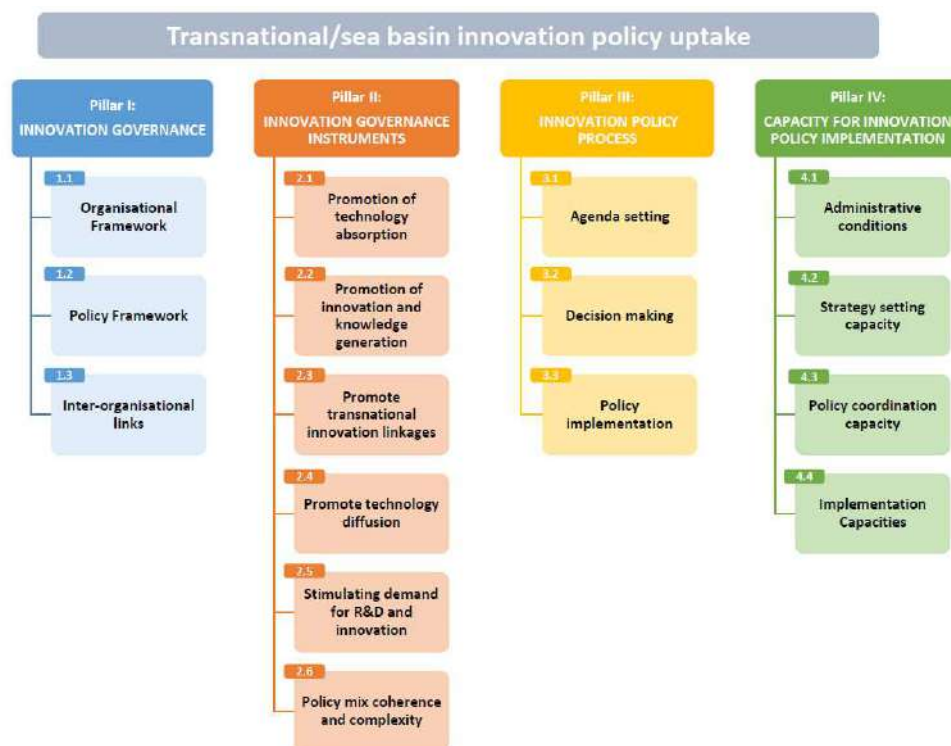 Transnational/sea basin innovation policy uptake
Pillar I:
INNOVATION GOVERNANCE
1.1
Organisational
Framework
1.2
Policy Framework
1.3
Inter-organisational
links
Pillar II:
INNOVATION GOVERNANCE
INSTRUMENTS
2.1
Promotion of
technology
absorption
2.2
Promotion of
innovation and
knowledge
generation
2.3
Promote
transnational
innovation linkages
2.4
Promote technology
diffusion
2.5
Stimulating demand
for R&D and
innovation
2.6
Policy mix coherence
and complexity
Pillar III:
INNOVATION POLICY
PROCESS
3.1
Agenda setting
3.2
Decision making
3.3
Policy
implementation
Pillar IV:
CAPACITY FOR INNOVATION
POLICY IMPLEMENTATION
4.1
Administrative
conditions
4.2
Strategy setting
capacity
4.3
Policy coordination
capacity
4.4
Implementation
Capacities